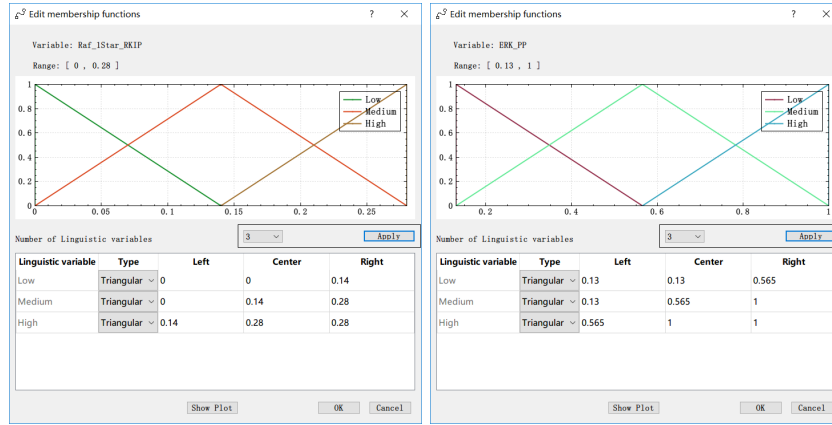 Edit membership functions ? ×
Variable: Raf_1Star_RKIP
Range: [ 0 , 0.28 ]
1
0.8
0.6
0.4
0.2
0
0 0.05 0.1 0.15 0.2 0.25
Low
Medium
High
Number of Linguistic variables 3 Apply
Linguistic variable Type Left Center Right
Low Triangular 0 0 0.14
Medium Triangular 0 0.14 0.28
High Triangular 0.14 0.28 0.28
Show Plot OK Cancel
Edit membership functions ? ×
Variable: ERK_PP
Range: [ 0.13 , 1 ]
1
0.8
0.6
0.4
0.2
0
0.2 0.4 0.6 0.8 1
Low
Medium
High
Number of Linguistic variables 3 Apply
Linguistic variable Type Left Center Right
Low Triangular 0.13 0.13 0.565
Medium Triangular 0.13 0.565 1
High Triangular 0.565 1 1
Show Plot OK Cancel